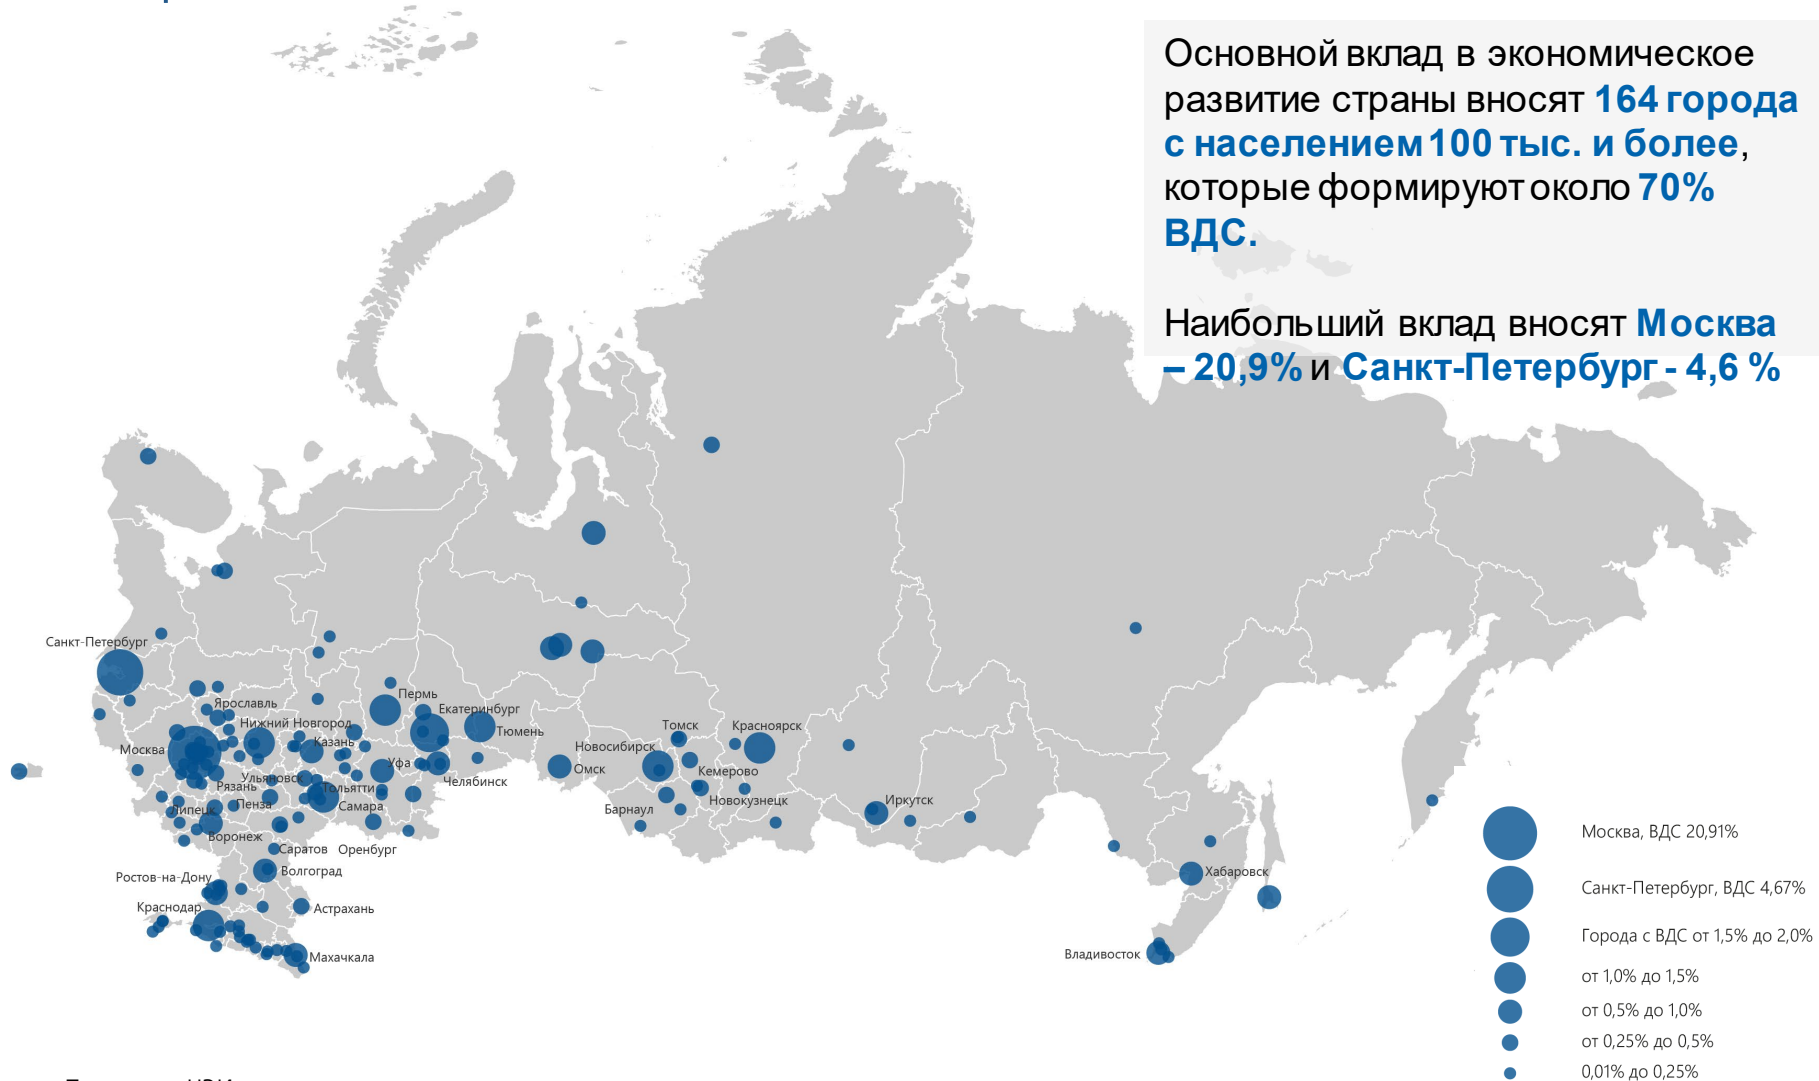 Основной вклад в экономическое
развитие страны вносят 164 города
с населением 100 тыс. и более,
которые формируют около 70%
ВДС.
Наибольший вклад вносят Москва
– 20,9% и Санкт-Петербург - 4,6 %
Санкт-Петербург
Ярославль
Нижний Новгород
Москва
Казань
Пермь
Екатеринбург
Тюмень
Уфа
Челябинск
Ульяновск
Рязань
Тольятти
Липецк
Пенза
Самара
Воронеж
Саратов
Оренбург
Волгоград
Ростов-на-Дону
Краснодар
Астрахань
Махачкала
Омск
Томск
Красноярск
Новосибирск
Кемерово
Барнаул
Новокузнецк
Иркутск
Хабаровск
Владивосток
Москва, ВДС 20,91%
Санкт-Петербург, ВДС 4,67%
Города с ВДС от 1,5% до 2,0%
от 1,0% до 1,5%
от 0,5% до 1,0%
от 0,25% до 0,5%
0,01% до 0,25%